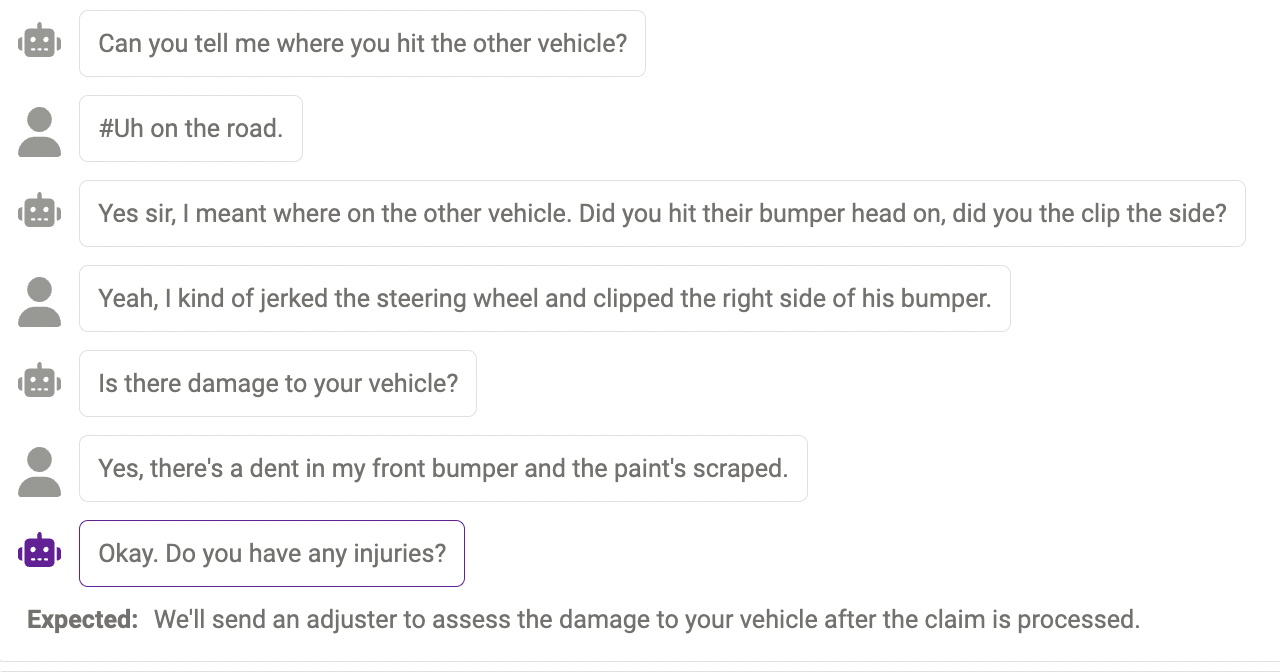 Can you tell me where you hit the other vehicle?
#Uh on the road.
Yes sir, I meant where on the other vehicle. Did you hit their bumper head on, did you the clip the side?
Yeah, I kind of jerked the steering wheel and clipped the right side of his bumper.
Is there damage to your vehicle?
Yes, there's a dent in my front bumper and the paint's scraped.
Okay. Do you have any injuries?
Expected: We'll send an adjuster to assess the damage to your vehicle after the claim is processed.